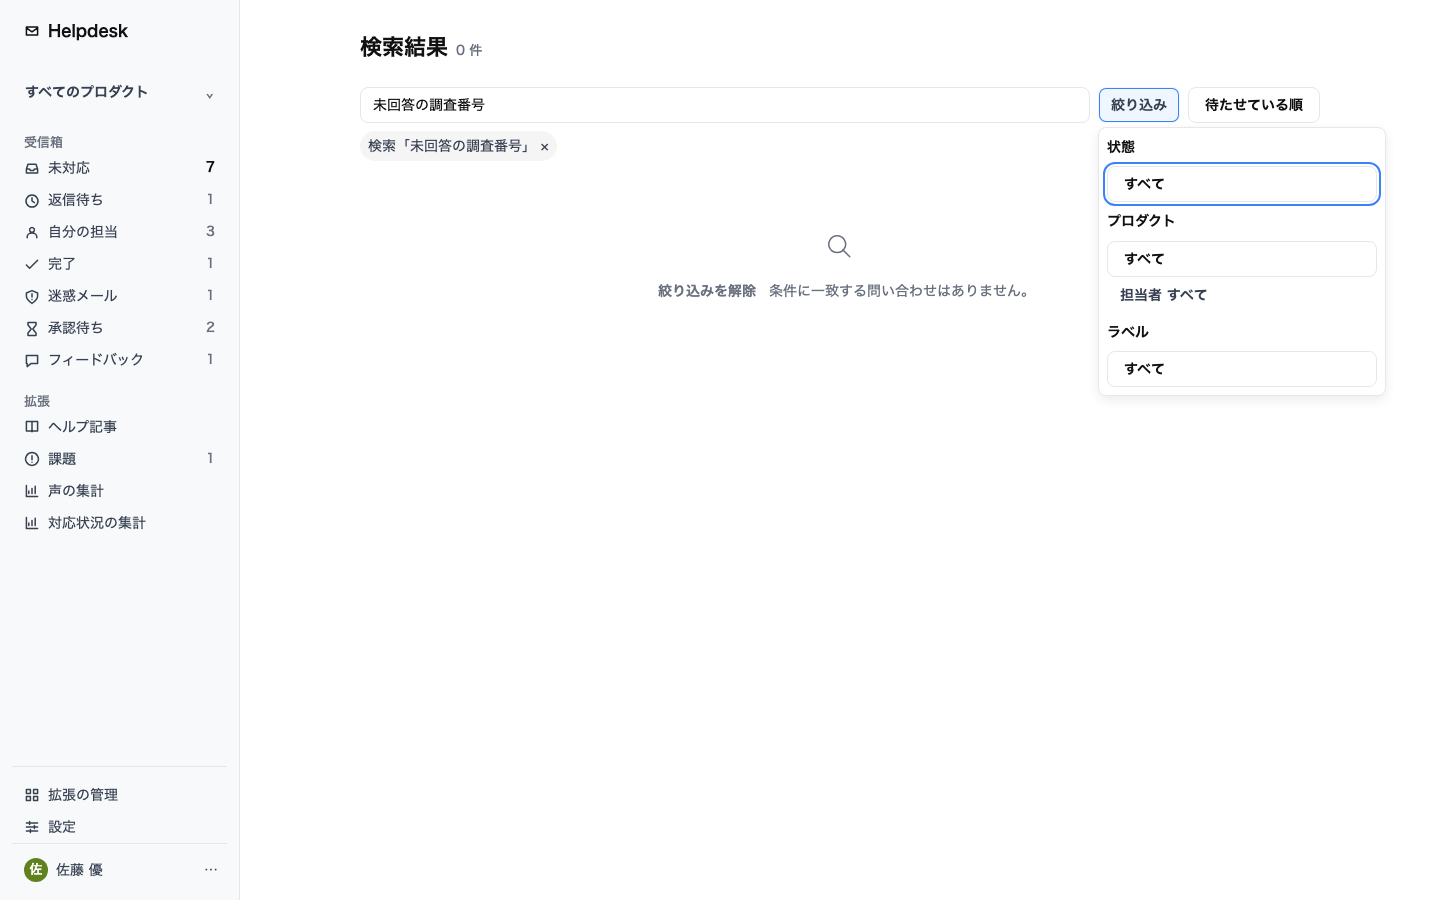 Helpdesk
すべてのプロダクト
受信箱
未対応 7
返信待ち 1
自分の担当 3
完了 1
迷惑メール 1
承認待ち 2
フィードバック 1
拡張
ヘルプ記事
課題 1
声の集計
対応状況の集計
拡張の管理
設定
佐 佐藤 優 …
検索結果 0 件
未回答の調査番号 絞り込み 待たせている順
検索「未回答の調査番号」 ×
絞り込みを解除 条件に一致する問い合わせはありません。
状態
すべて
プロダクト
すべて
担当者 すべて
ラベル
すべて